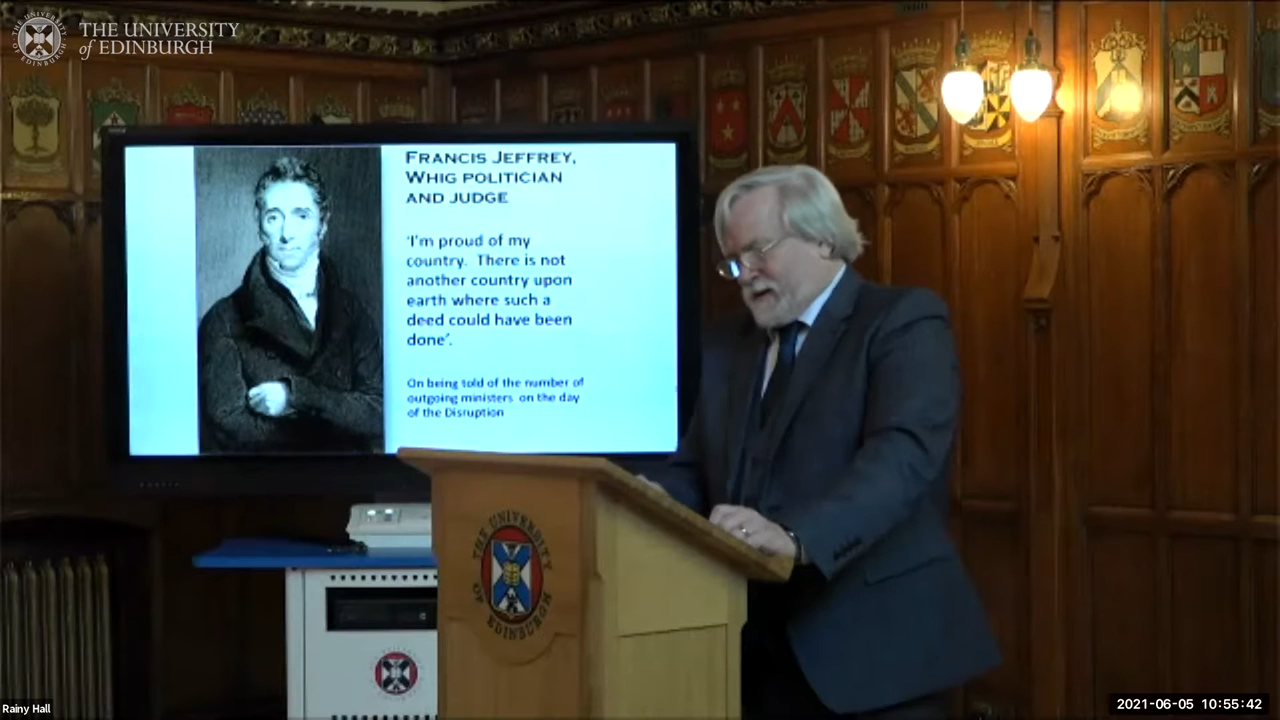 THE UNIVERSITY
of EDINBURGH
FRANCIS JEFFREY,
WHIG POLITICIAN
AND JUDGE
'I'm proud of my
country. There is not
another country upon
earth where such a
deed could have been
done'.
On being told of the number of
outgoing ministers on the day
of the Disruption
THE UNIVERSITY
OF EDINBURGH
Rainy Hall
2021-06-05 10:55:42